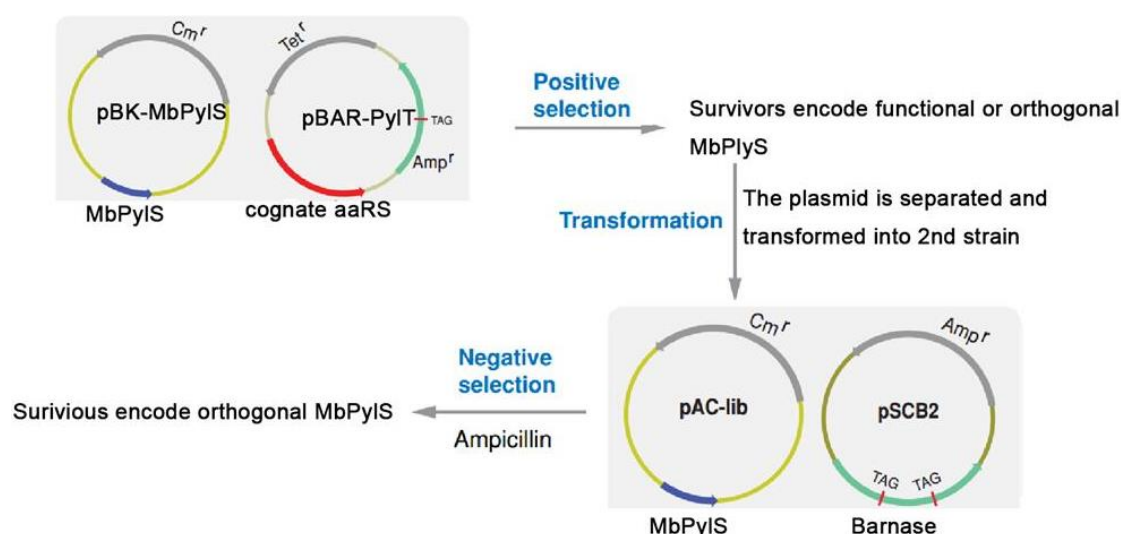 Cm r
Tet r
pBK-MbPylS
pBAR-PylT
TAG
Amp r
MbPylS
cognate aaRS
Positive
selection
Survivors encode functional or orthogonal
MbPlyS
Transformation
The plasmid is separated and
transformed into 2nd strain
Cm r
Amp r
pAC-lib
pSCB2
TAG TAG
MbPylS
Barnase
Negative
selection
Ampicillin
Surivious encode orthogonal MbPylS